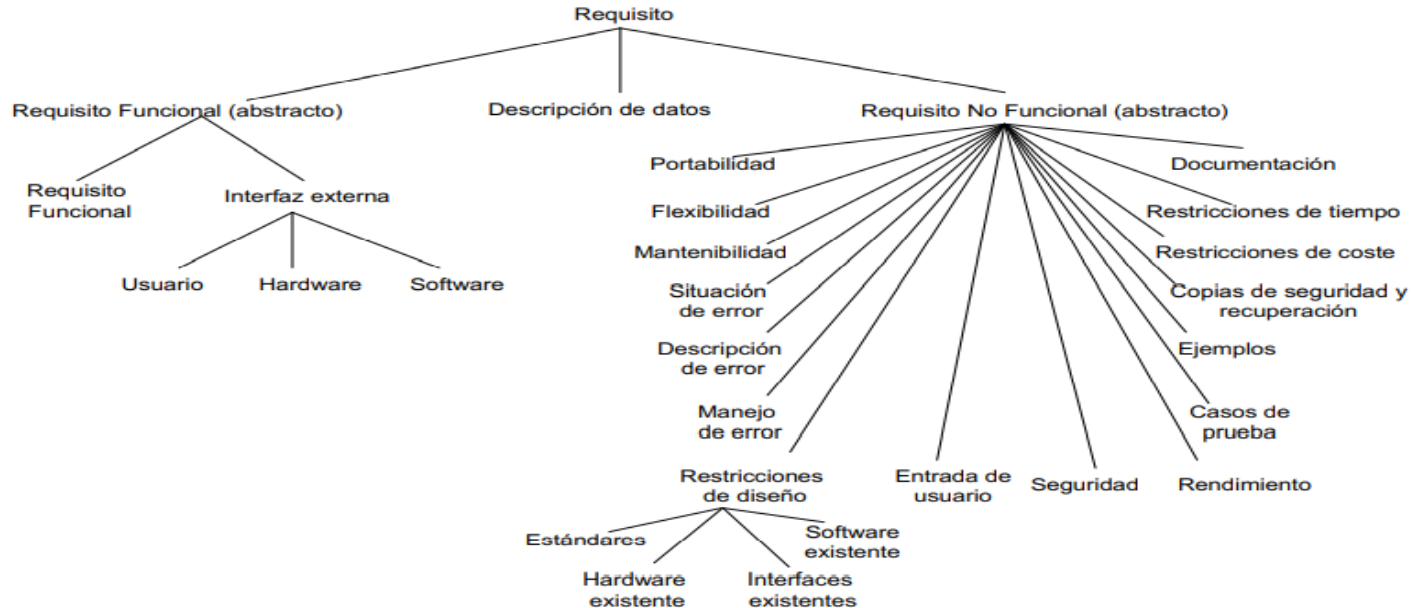 Requisito
Requisito Funcional (abstracto)
Descripción de datos
Requisito No Funcional (abstracto)
Portabilidad
Documentación
Requisito
Funcional
Interfaz externa
Flexibilidad
Restricciones de tiempo
Mantenibilidad
Restricciones de coste
Usuario
Hardware
Software
Situación
de error
Copias de seguridad y
recuperación
Descripción
de error
Ejemplos
Manejo
de error
Casos de
prueba
Restricciones
de diseño
Entrada de
usuario
Seguridad
Rendimiento
Estándares
Software
existente
Hardware
existente
Interfaces
existentes